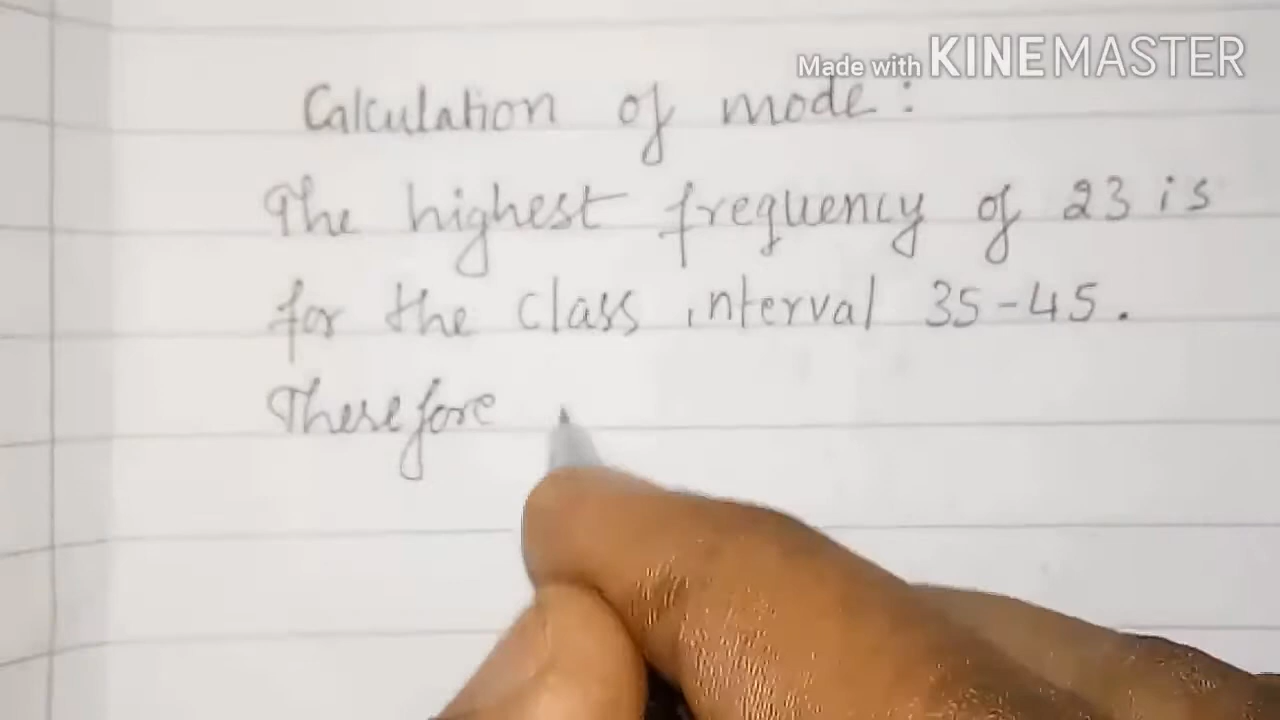 Made with KINEMASTER
Calculation of mode:
The highest frequency of 23 is
for the class interval 35-45.
Therefore